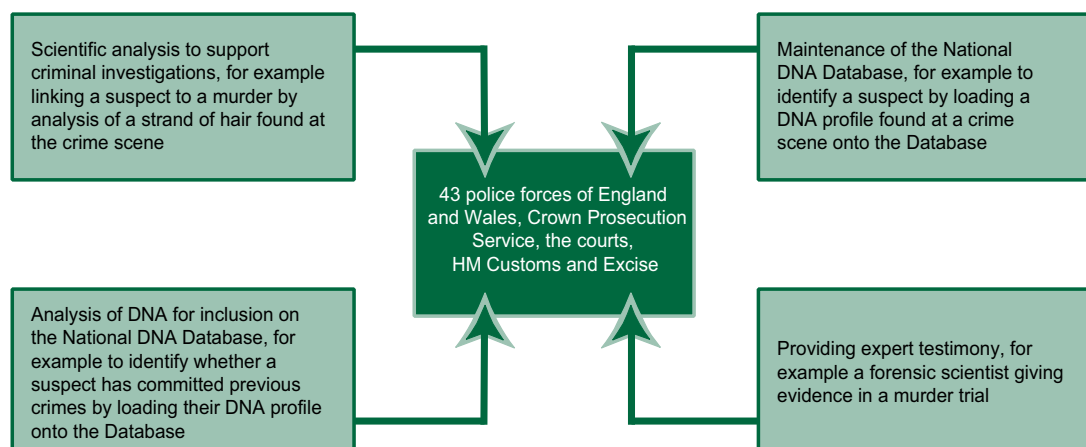 Scientific analysis to support
criminal investigations, for example
linking a suspect to a murder by
analysis of a strand of hair found at
the crime scene
Maintenance of the National
DNA Database, for example to
identify a suspect by loading a
DNA profile found at a crime
scene onto the Database
43 police forces of England
and Wales, Crown Prosecution
Service, the courts,
HM Customs and Excise
Analysis of DNA for inclusion on
the National DNA Database, for
example to identify whether a
suspect has committed previous
crimes by loading their DNA profile
onto the Database
Providing expert testimony, for
example a forensic scientist giving
evidence in a murder trial